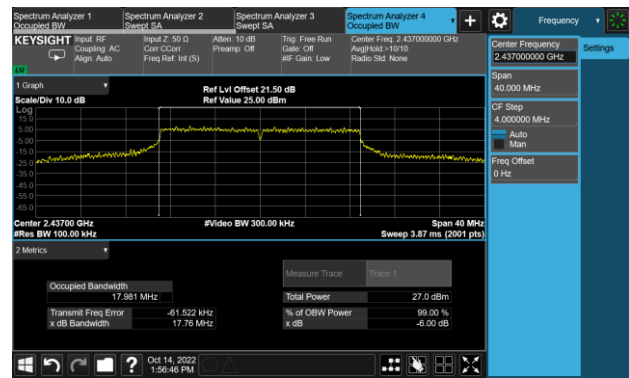 Spectrum Analyzer 1
Occupied BW
Spectrum Analyzer 2
Swept SA
Spectrum Analyzer 3
Swept SA
Spectrum Analyzer 4
Occupied BW
+
Frequency
KEYSIGHT
Input: RF
Coupling: AC
Align: Auto
Input Z: 50 Ω
Corr CCorr
Freq Ref: Int (S)
Atten: 10 dB
Preamp: Off
Trig: Free Run
Gate: Off
#IF Gain: Low
Center Freq: 2.437000000 GHz
Avg|Hold:>10/10
Radio Std: None
Center Frequency
2.437000000 GHz
Settings
Span
40.000 MHz
CF Step
4.000000 MHz
Auto
Man
Freq Offset
0 Hz
1 Graph
Scale/Div 10.0 dB
Ref Lvl Offset 21.50 dB
Ref Value 25.00 dBm
Log
15.0
5.00
-5.00
-15.0
-25.0
-35.0
-45.0
-55.0
-65.0
Center 2.43700 GHz
#Res BW 100.00 kHz
#Video BW 300.00 kHz
Span 40 MHz
Sweep 3.87 ms (2001 pts)
2 Metrics
Measure Trace
Trace 1
Occupied Bandwidth
17.981 MHz
Total Power
27.0 dBm
Transmit Freq Error
-61.522 kHz
% of OBW Power
99.00 %
x dB Bandwidth
17.76 MHz
x dB
-6.00 dB
?
Oct 14, 2022
1:56:46 PM